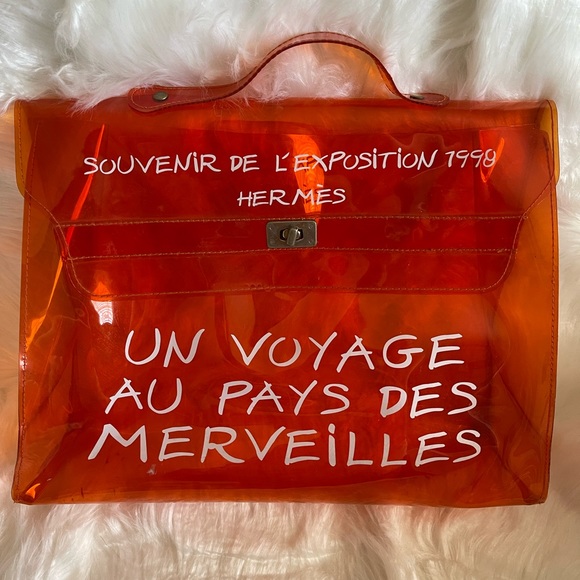 SOUVENIR DE L'EXPOSITION 1998
HERMÈS
UN VOYAGE
AU PAYS DES
MERVEiLLES